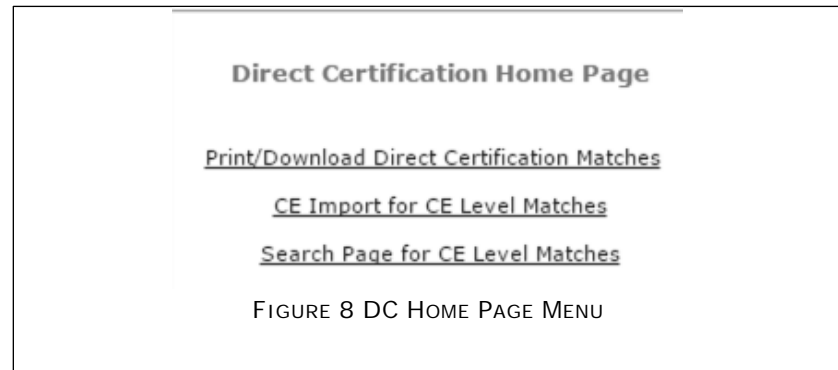 Direct Certification Home Page
Print/Download Direct Certification Matches
CE Import for CE Level Matches
Search Page for CE Level Matches
FIGURE 8 DC HOME PAGE MENU